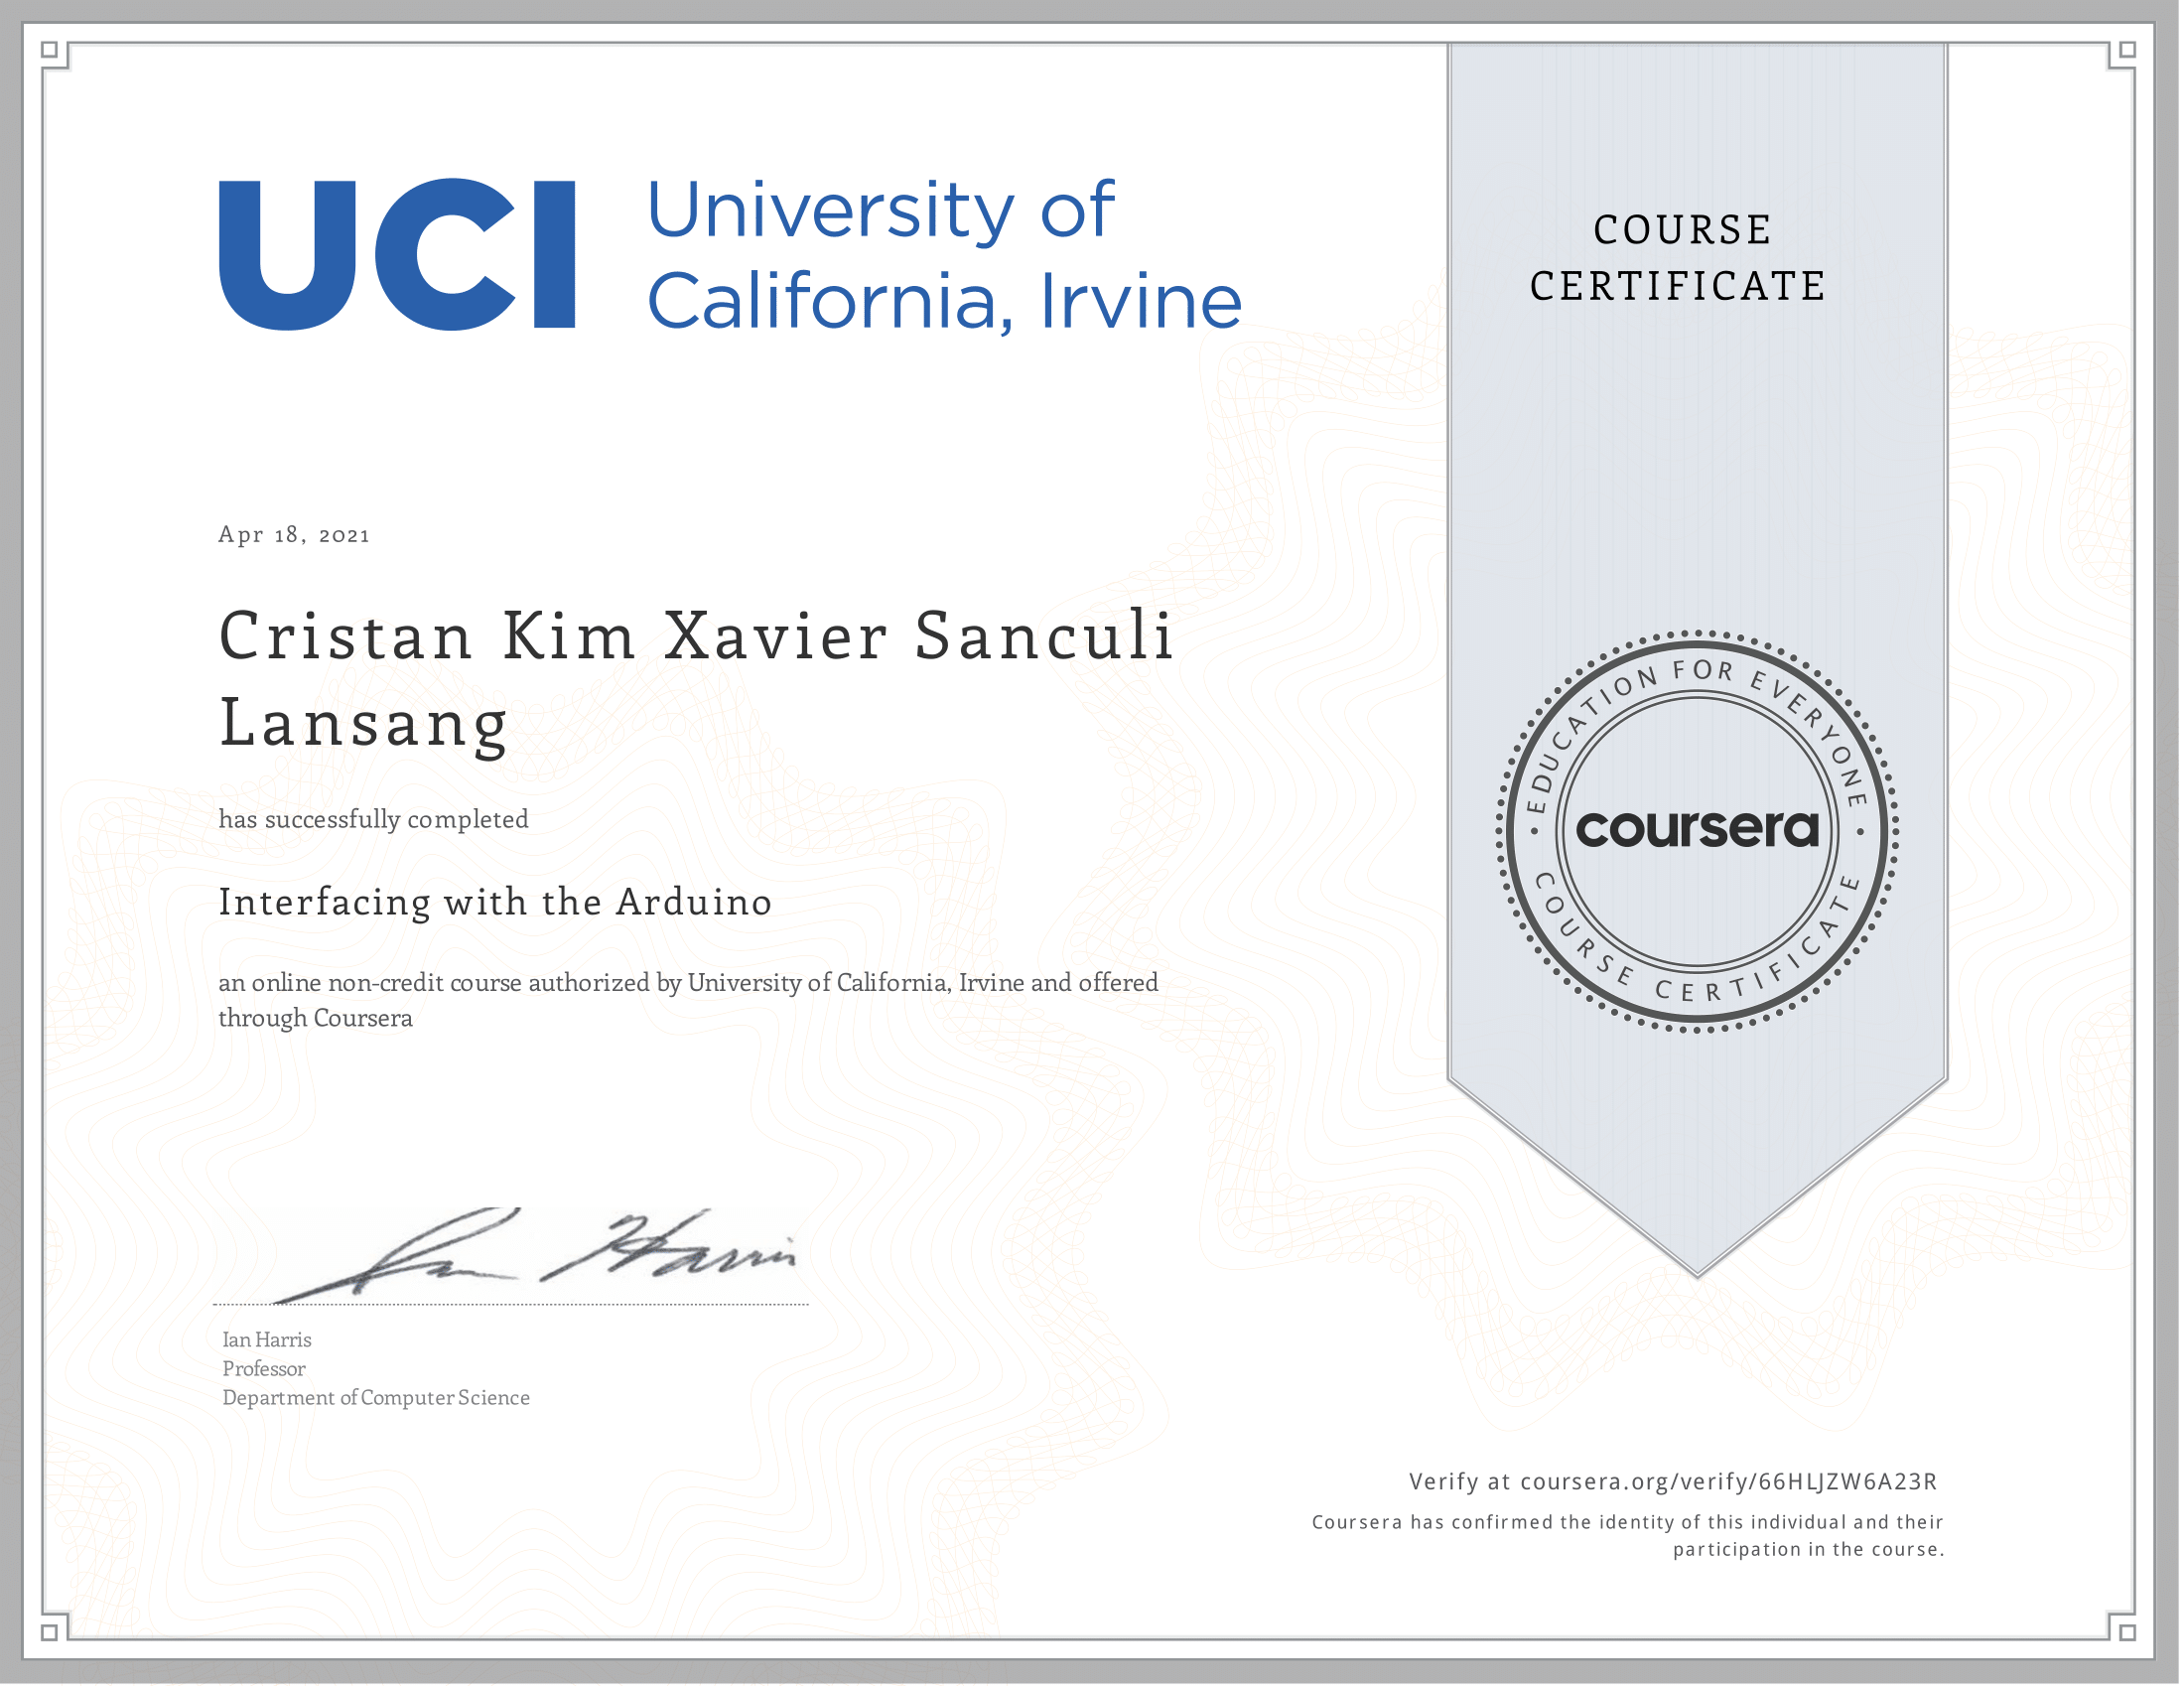 UCI University of
California, Irvine
COURSE
CERTIFICATE
Apr 18, 2021
Cristan Kim Xavier Sanculi
Lansang
has successfully completed
Interfacing with the Arduino
an online non-credit course authorized by University of California, Irvine and offered
through Coursera
EDUCATION FOR EVERYONE
coursera
COURSE CERTIFICATE
Ian Harris
Ian Harris
Professor
Department of Computer Science
Verify at coursera.org/verify/66HLJZW6A23R
Coursera has confirmed the identity of this individual and their
participation in the course.